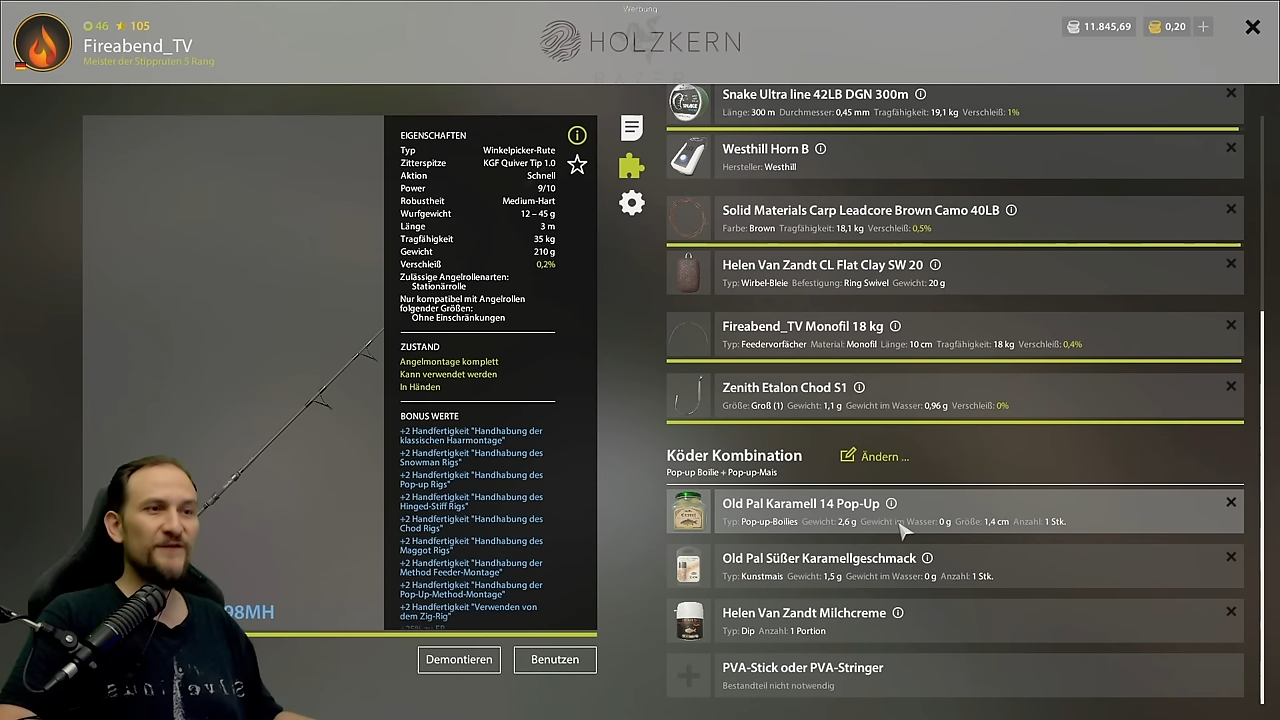 Werbung
46 105
Fireabend_TV
Meister der Stippruten 5 Rang
HOLZKERN
11.845,69
0,20
EIGENSCHAFTEN
Typ Winkelpicker-Rute
Zitterspitze KGF Quiver Tip 1.0
Aktion Schnell
Power 9/10
Robustheit Medium-Hart
Wurfgewicht 12 – 45 g
Länge 3 m
Tragfähigkeit 35 kg
Gewicht 210 g
Verschleiß 0,2%
Zulässige Angelrollenarten:
Stationärrolle
Nur kompatibel mit Angelrollen
folgender Größen:
Ohne Einschränkungen
ZUSTAND
Angelmontage komplett
Kann verwendet werden
In Händen
BONUS WERTE
+2 Handfertigkeit "Handhabung der
klassischen Haarmontage"
+2 Handfertigkeit "Handhabung des
Snowman Rigs"
+2 Handfertigkeit "Handhabung des
Pop-up Rigs"
+2 Handfertigkeit "Handhabung des
Hinged-Stiff Rigs"
+2 Handfertigkeit "Handhabung des
Chod Rigs"
+2 Handfertigkeit "Handhabung des
Maggot Rigs"
+2 Handfertigkeit "Handhabung der
Method Feeder-Montage"
+2 Handfertigkeit "Handhabung der
Pop-Up-Method-Montage"
+2 Handfertigkeit "Verwenden von
dem Zig-Rig"
98MH
Demontieren
Benutzen
Snake Ultra line 42LB DGN 300m
Länge: 300 m Durchmesser: 0,45 mm Tragfähigkeit: 19,1 kg Verschleiß: 1%
Westhill Horn B
Hersteller: Westhill
Solid Materials Carp Leadcore Brown Camo 40LB
Farbe: Brown Tragfähigkeit: 18,1 kg Verschleiß: 0,5%
Helen Van Zandt CL Flat Clay SW 20
Typ: Wirbel-Bleie Befestigung: Ring Swivel Gewicht: 20 g
Fireabend_TV Monofil 18 kg
Typ: Feedervorfächer Material: Monofil Länge: 10 cm Tragfähigkeit: 18 kg Verschleiß: 0,4%
Zenith Etalon Chod S1
Größe: Groß (1) Gewicht: 1,1 g Gewicht im Wasser: 0,96 g Verschleiß: 0%
Köder Kombination
Ändern ...
Pop-up Boilie + Pop-up-Mais
Old Pal Karamell 14 Pop-Up
Typ: Pop-up-Boilies Gewicht: 2,6 g Gewicht im Wasser: 0 g Größe: 1,4 cm Anzahl: 1 Stk.
Old Pal Süßer Karamellgeschmack
Typ: Kunstmais Gewicht: 1,5 g Gewicht im Wasser: 0 g Anzahl: 1 Stk.
Helen Van Zandt Milchcreme
Typ: Dip Anzahl: 1 Portion
PVA-Stick oder PVA-Stringer
Bestandteil nicht notwendig